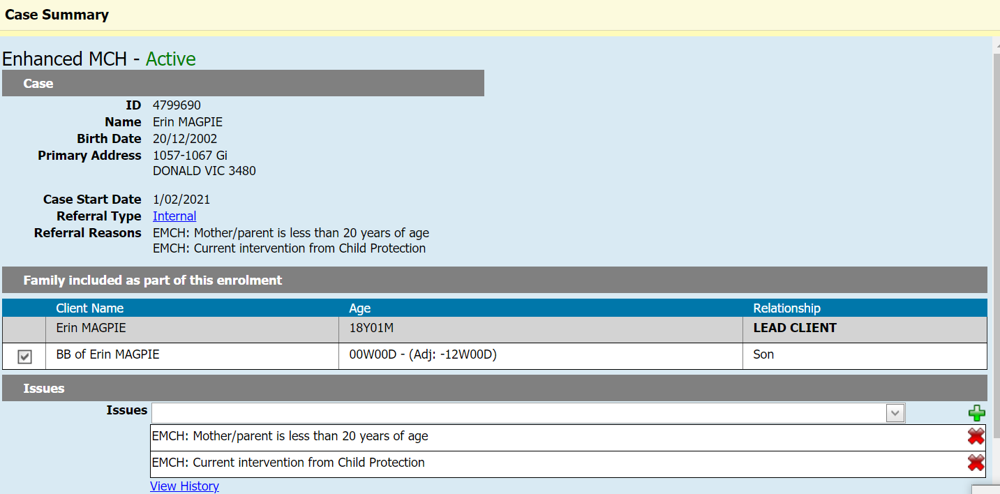 Case Summary
Enhanced MCH - Active
Case
ID 4799690
Name Erin MAGPIE
Birth Date 20/12/2002
Primary Address 1057-1067 Gi
DONALD VIC 3480
Case Start Date 1/02/2021
Referral Type Internal
Referral Reasons EMCH: Mother/parent is less than 20 years of age
EMCH: Current intervention from Child Protection
Family included as part of this enrolment
Client Name Age Relationship
Erin MAGPIE 18Y01M LEAD CLIENT
BB of Erin MAGPIE 00W00D - (Adj: -12W00D) Son
Issues
Issues
EMCH: Mother/parent is less than 20 years of age
EMCH: Current intervention from Child Protection
View History